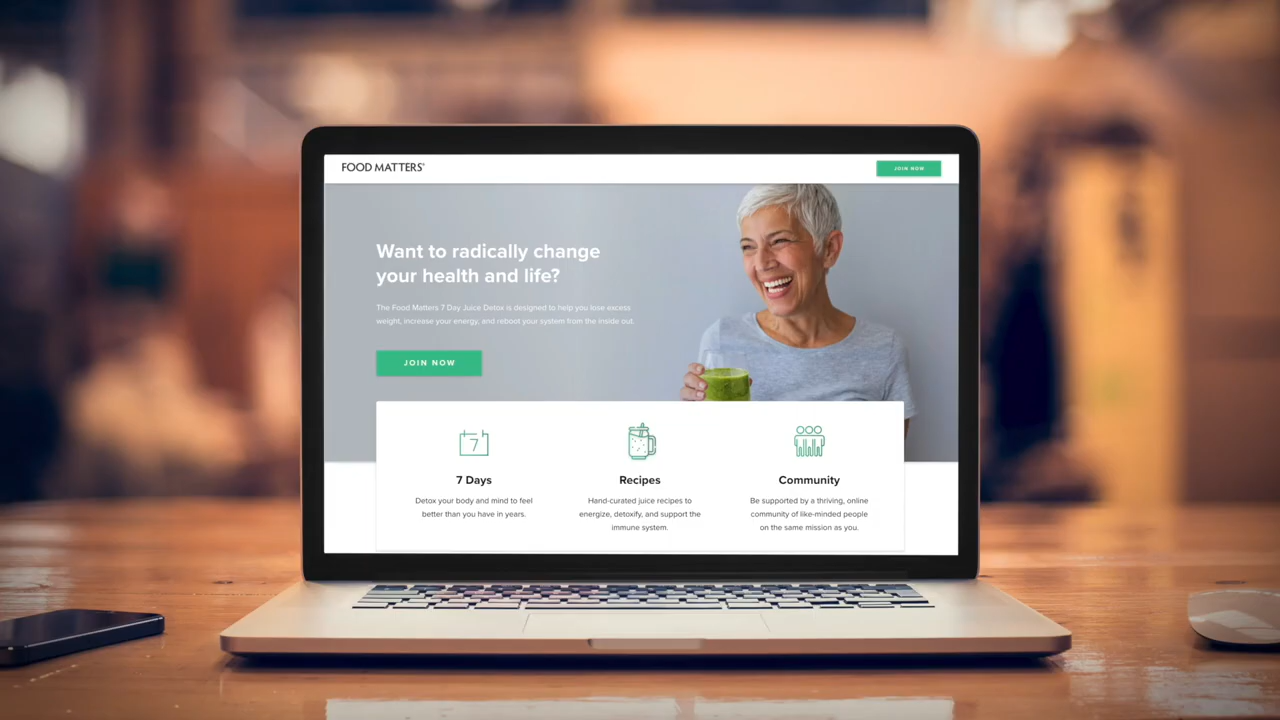 FOOD MATTERS®
JOIN NOW
Want to radically change
your health and life?
The Food Matters 7 Day Juice Detox is designed to help you lose excess
weight, increase your energy, and reboot your system from the inside out.
JOIN NOW
7
7 Days
Detox your body and mind to feel
better than you have in years.
Recipes
Hand-curated juice recipes to
energize, detoxify, and support the
immune system.
Community
Be supported by a thriving, online
community of like-minded people
on the same mission as you.